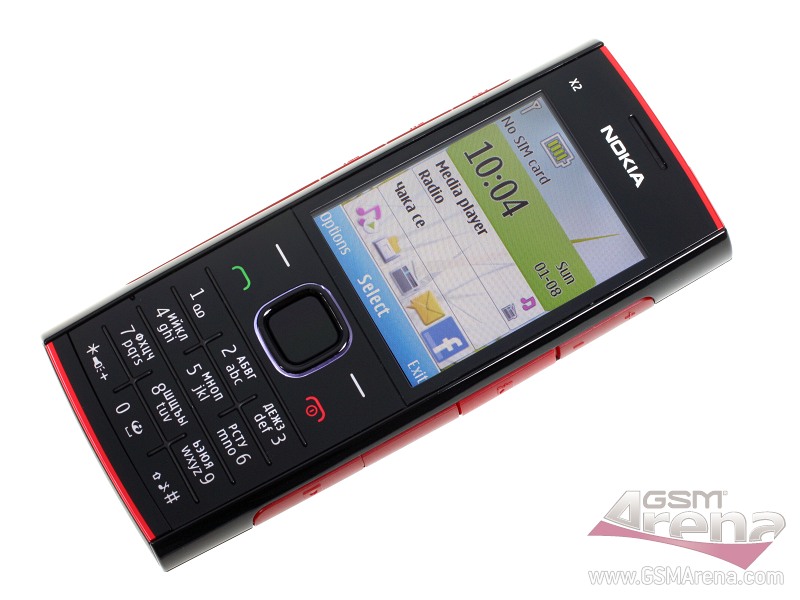 X2
NOKIA
No SIM card
10:04
Sun
01-08
Media player
Radio
чака се
Options
Select
Exit
1
АБВГ
2 abc
ДЕЖЗ
def 3
ИЙКЛ
4 ghi
МНОП
5 jkl
РСТУ
mno 6
ФХЦЧ
7 pqrs
ШЩЪЫ
8 tuv
ЬЭЮЯ
wxyz 9
* +
0
#
GSM
Arena
www.GSMArena.com